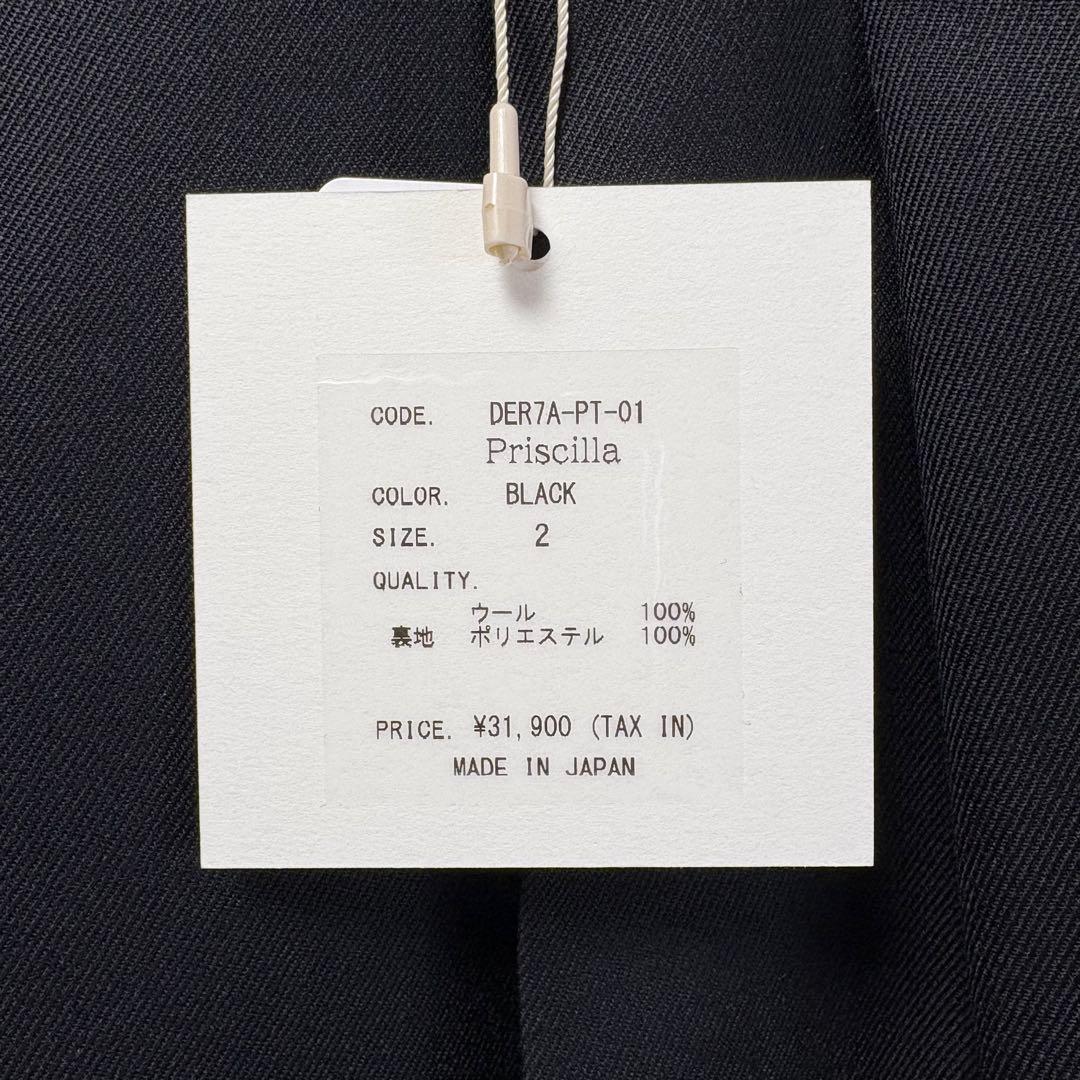 CODE. DER7A-PT-01
Priscilla
COLOR. BLACK
SIZE. 2
QUALITY.
ウール 100%
裏地 ポリエステル 100%
PRICE. ¥31,900 (TAX IN)
MADE IN JAPAN